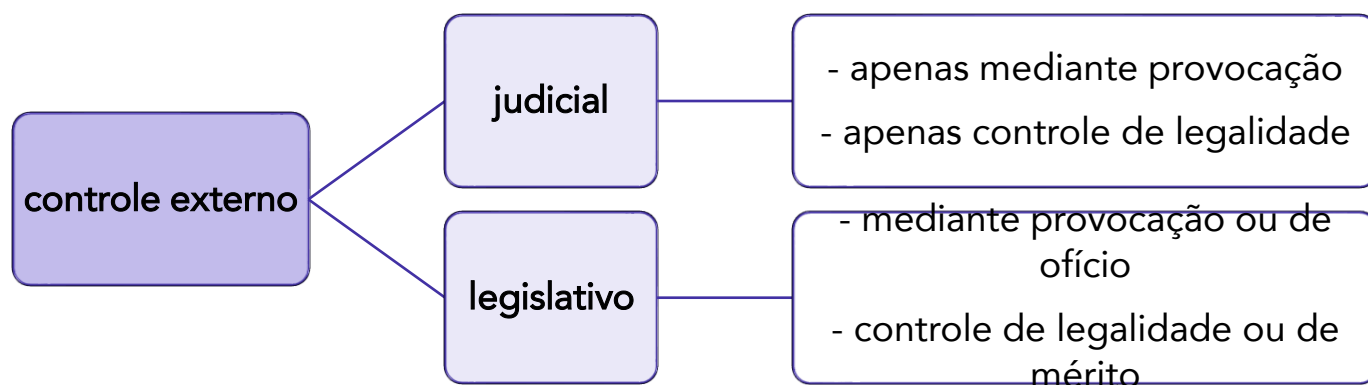 controle externo
judicial
- apenas mediante provocação
- apenas controle de legalidade
legislativo
- mediante provocação ou de
ofício
- controle de legalidade ou de
mérito